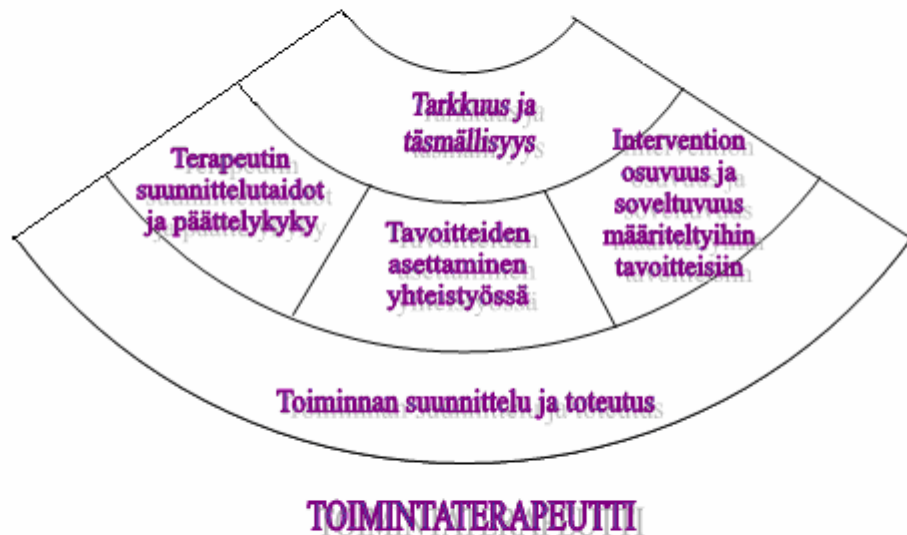 Tarkkuus ja
täsmällisyys
Terapeutin
suunnittelutaidot
ja päättelykyky
Tavoitteiden
asettaminen
yhteistyössä
Intervention
osuvuus ja
soveltuvuus
määriteltyihin
tavoitteisiin
Toiminnan suunnittelu ja toteutus
TOIMINTATERAPEUTTI